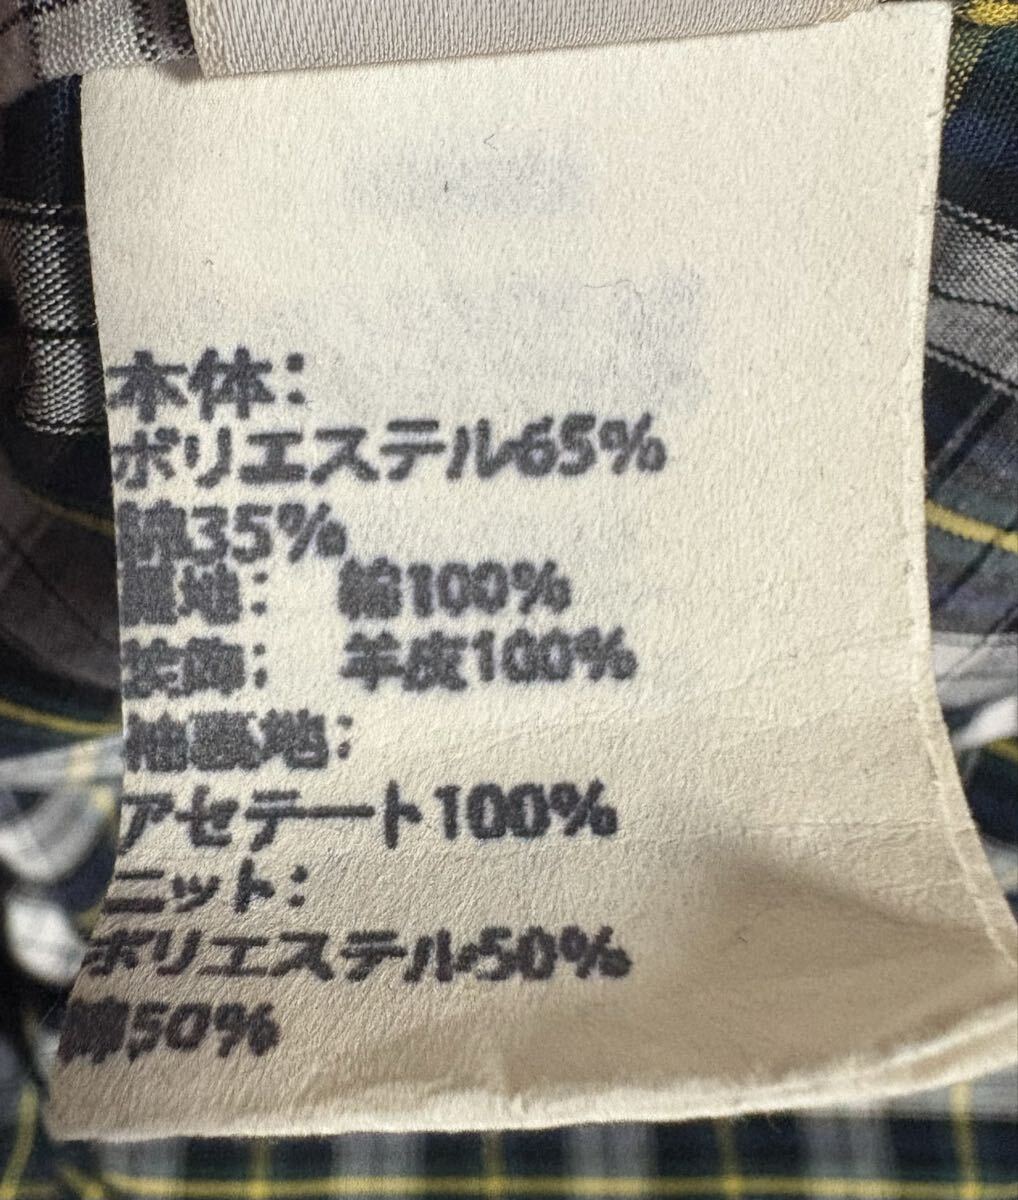 本体:
ポリエステル65%
綿35%
裏地: 綿100%
装飾: 羊皮100%
袖裏地:
アセテート100%
ニット:
ポリエステル50%
綿50%